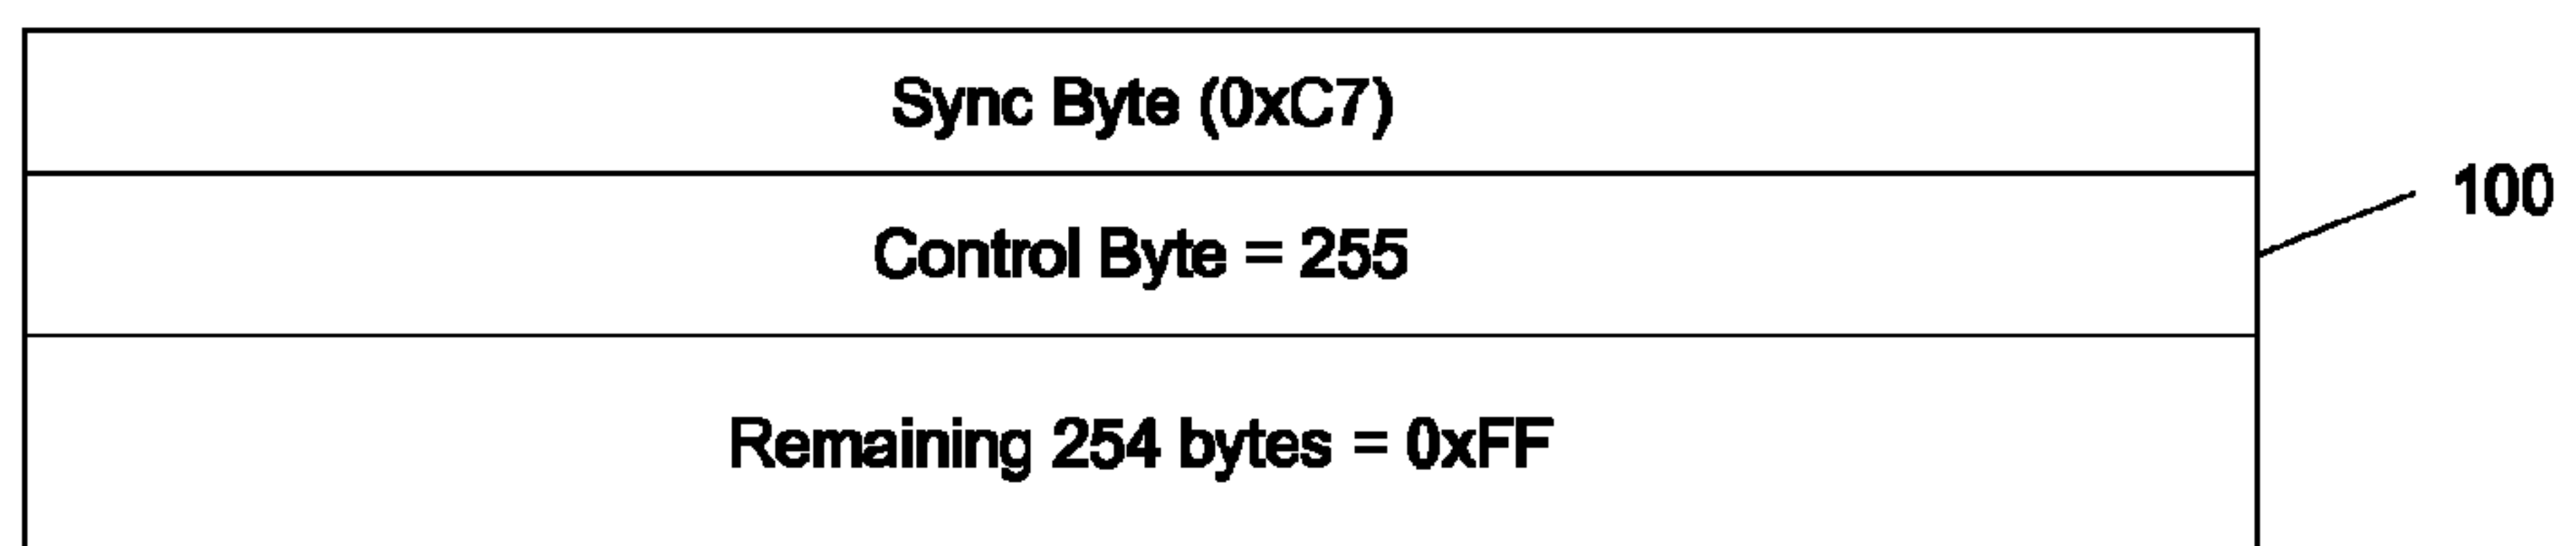 Sync Byte (0xC7)
100
Control Byte = 255
Remaining 254 bytes = 0xFF